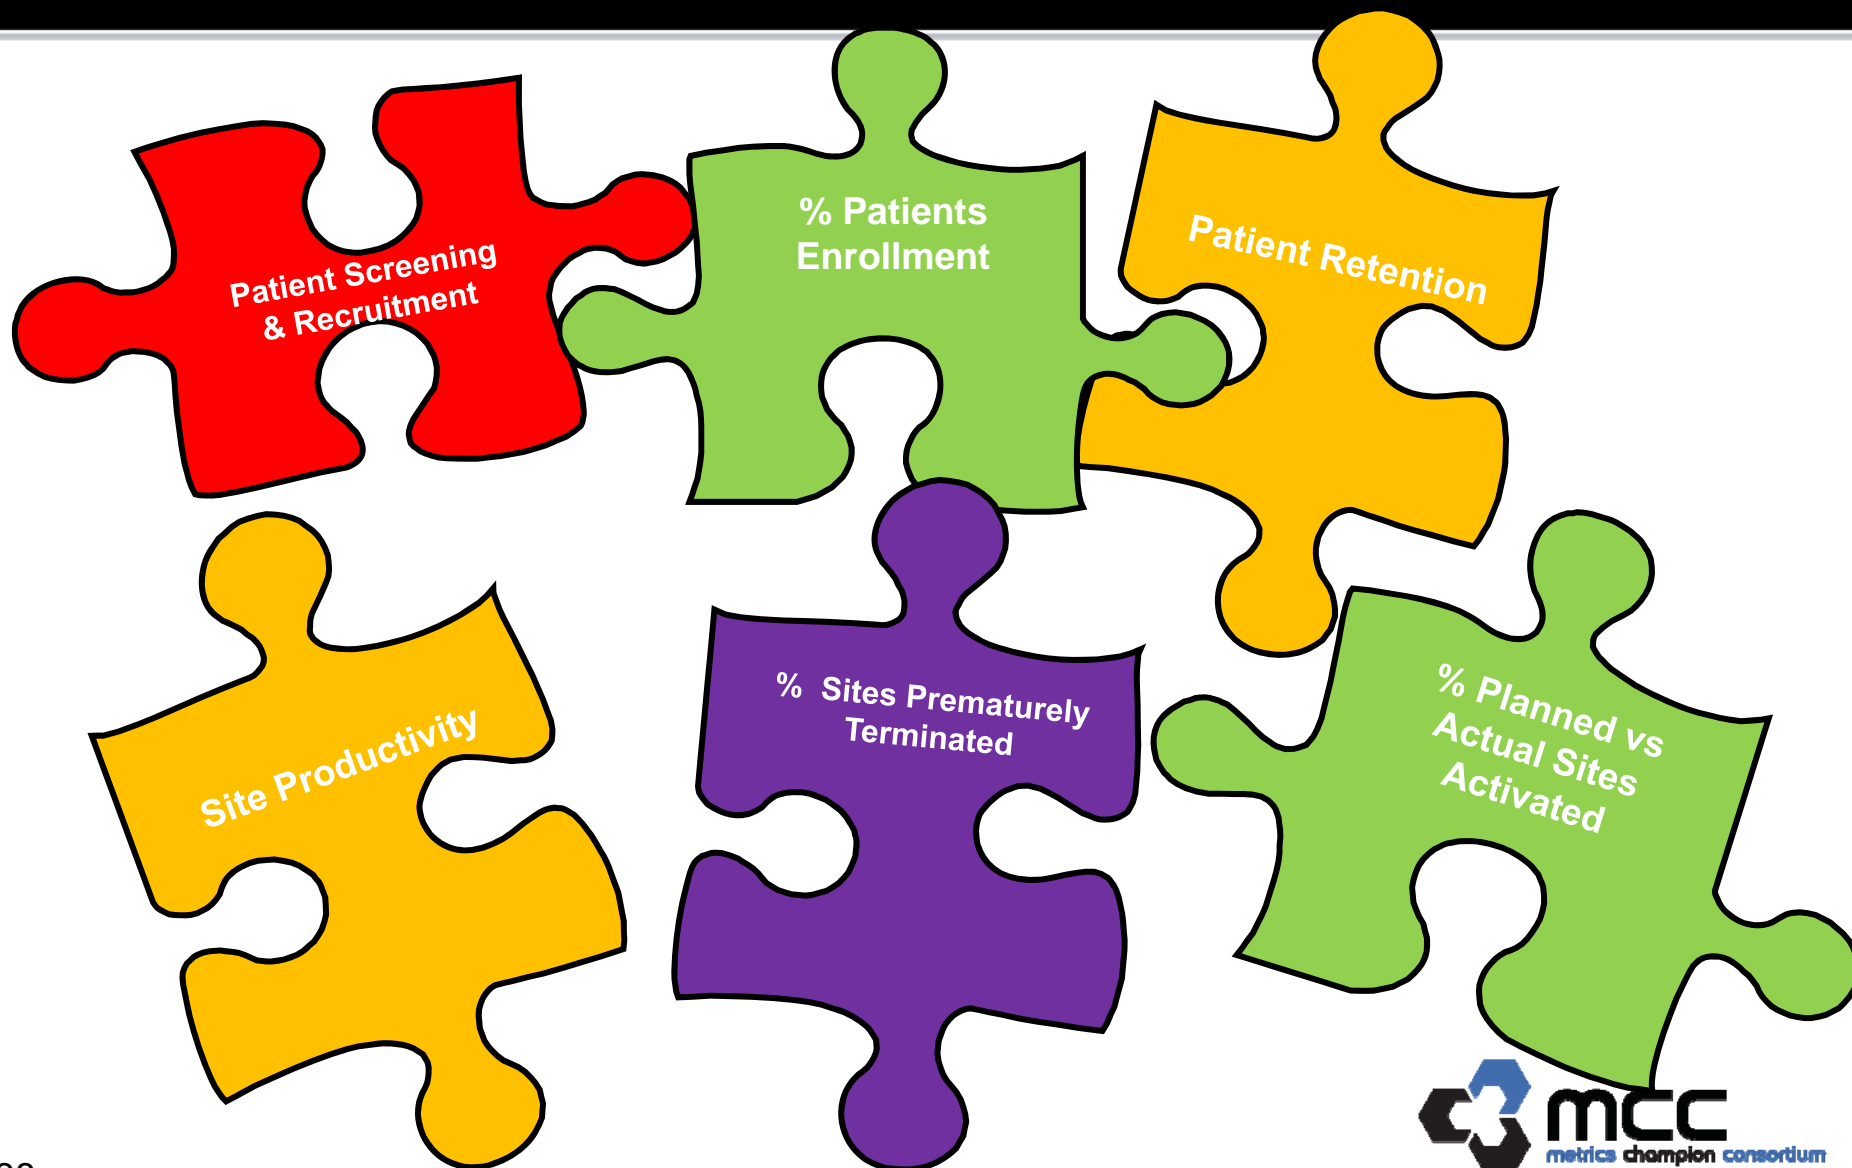 Patient Screening
& Recruitment
% Patients
Enrollment
Patient Retention
Site Productivity
% Sites Prematurely
Terminated
% Planned vs
Actual Sites
Activated
mcc
metrics champion consortium